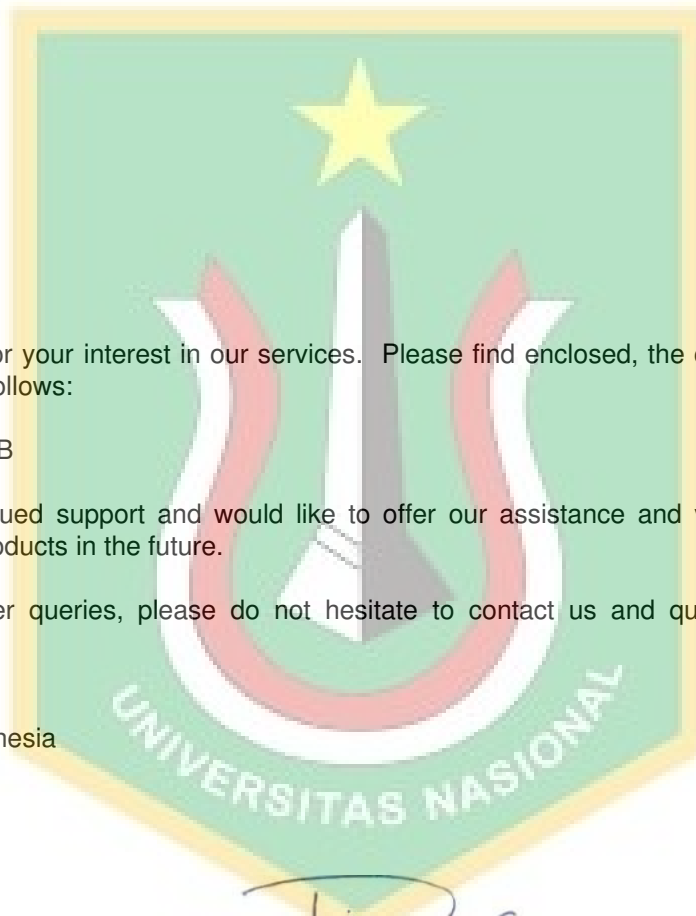 or your interest in our services. Please find enclosed, the
ollows:
B
ued support and would like to offer our assistance and
oducts in the future.
er queries, please do not hesitate to contact us and
nesia
UNIVERSITAS NASIONAL